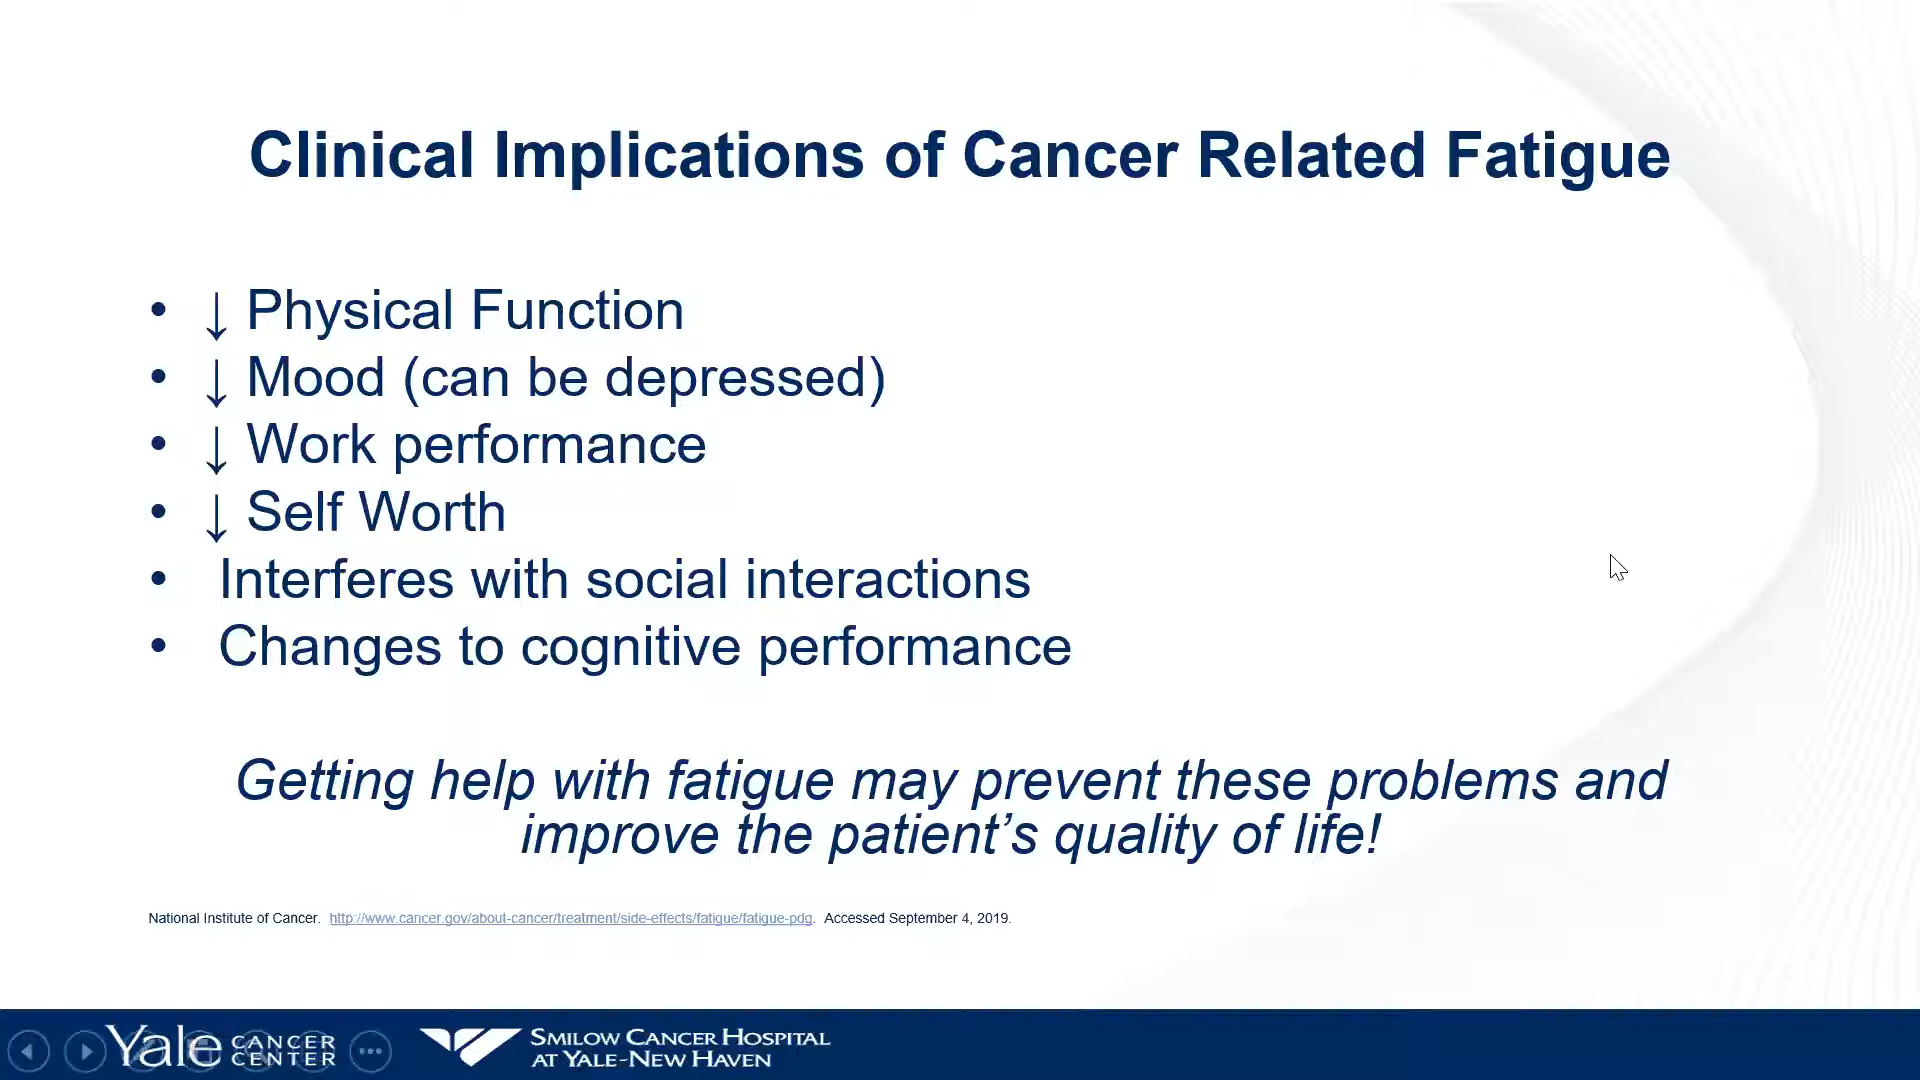 Clinical Implications of Cancer Related Fatigue
• ↓ Physical Function
• ↓ Mood (can be depressed)
• ↓ Work performance
• ↓ Self Worth
• Interferes with social interactions
• Changes to cognitive performance
Getting help with fatigue may prevent these problems and
improve the patient’s quality of life!
National Institute of Cancer. http://www.cancer.gov/about-cancer/treatment/side-effects/fatigue/fatigue-pdq. Accessed September 4, 2019.
Yale CANCER CENTER
SMILOW CANCER HOSPITAL
AT YALE-NEW HAVEN